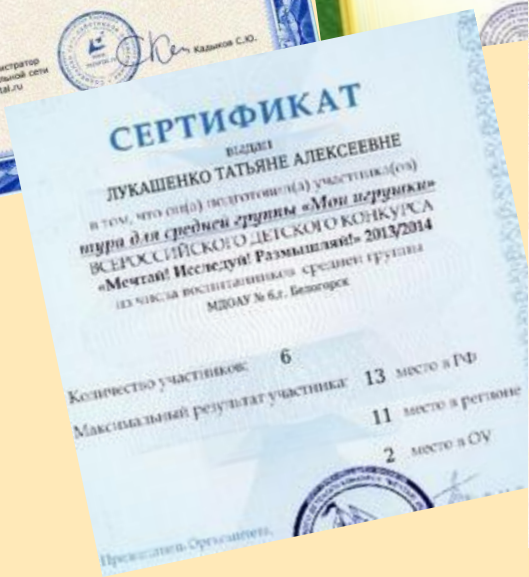 Кадыков С.Ю.
СЕРТИФИКАТ
выдан
ЛУКАШЕНКО ТАТЬЯНЕ АЛЕКСЕЕВНЕ
в том, что он(а) подготовил(а) участника(ов)
тура для средней группы «Мои игрушки»
ВСЕРОССИЙСКОГО ДЕТСКОГО КОНКУРСА
«Мечтай! Исследуй! Размышляй!» 2013/2014
из числа воспитанников средней группы
МДОАУ № 6,г. Белогорск
Количество участников: 6
Максимальный результат участника: 13 место в РФ
11 место в регионе
2 место в ОУ